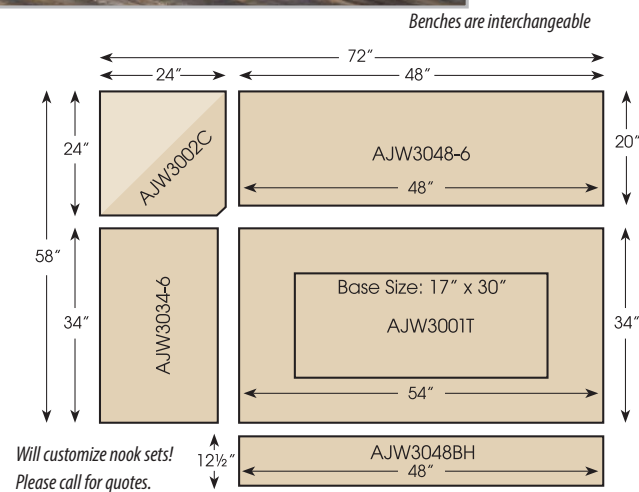 Benches are interchangeable
72"
24"
48"
24"
AJW3002C
AJW3048-6
48"
20"
58"
34"
AJW3034-6
Base Size: 17" x 30"
AJW3001T
54"
34"
Will customize nook sets!
Please call for quotes.
12½"
AJW3048BH
48"